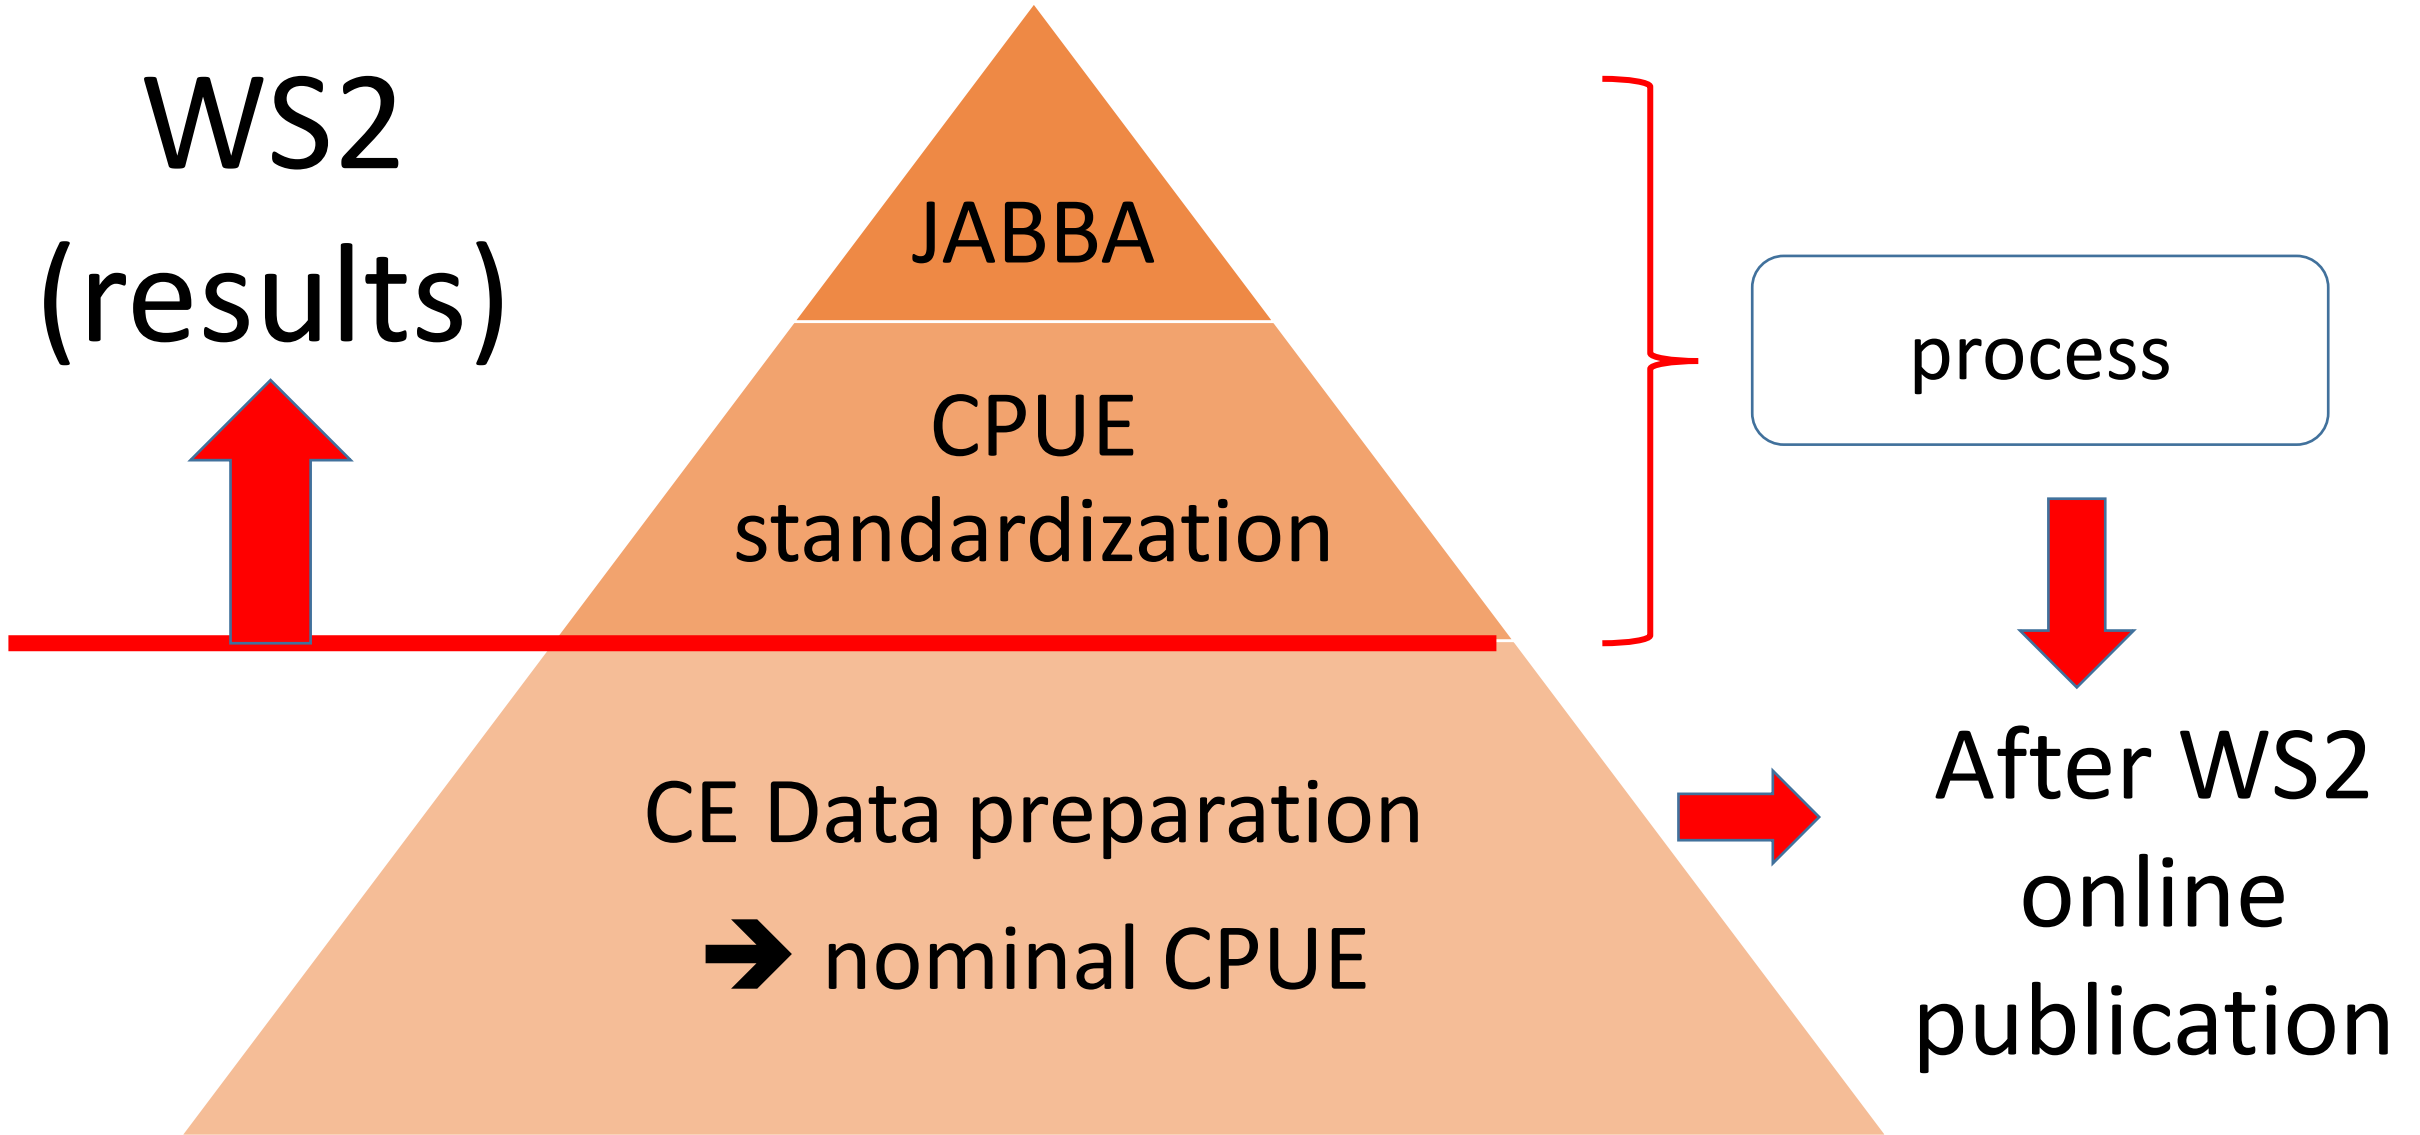 WS2
(results)
JABBA
CPUE
standardization
CE Data preparation
➔ nominal CPUE
process
After WS2
online
publication